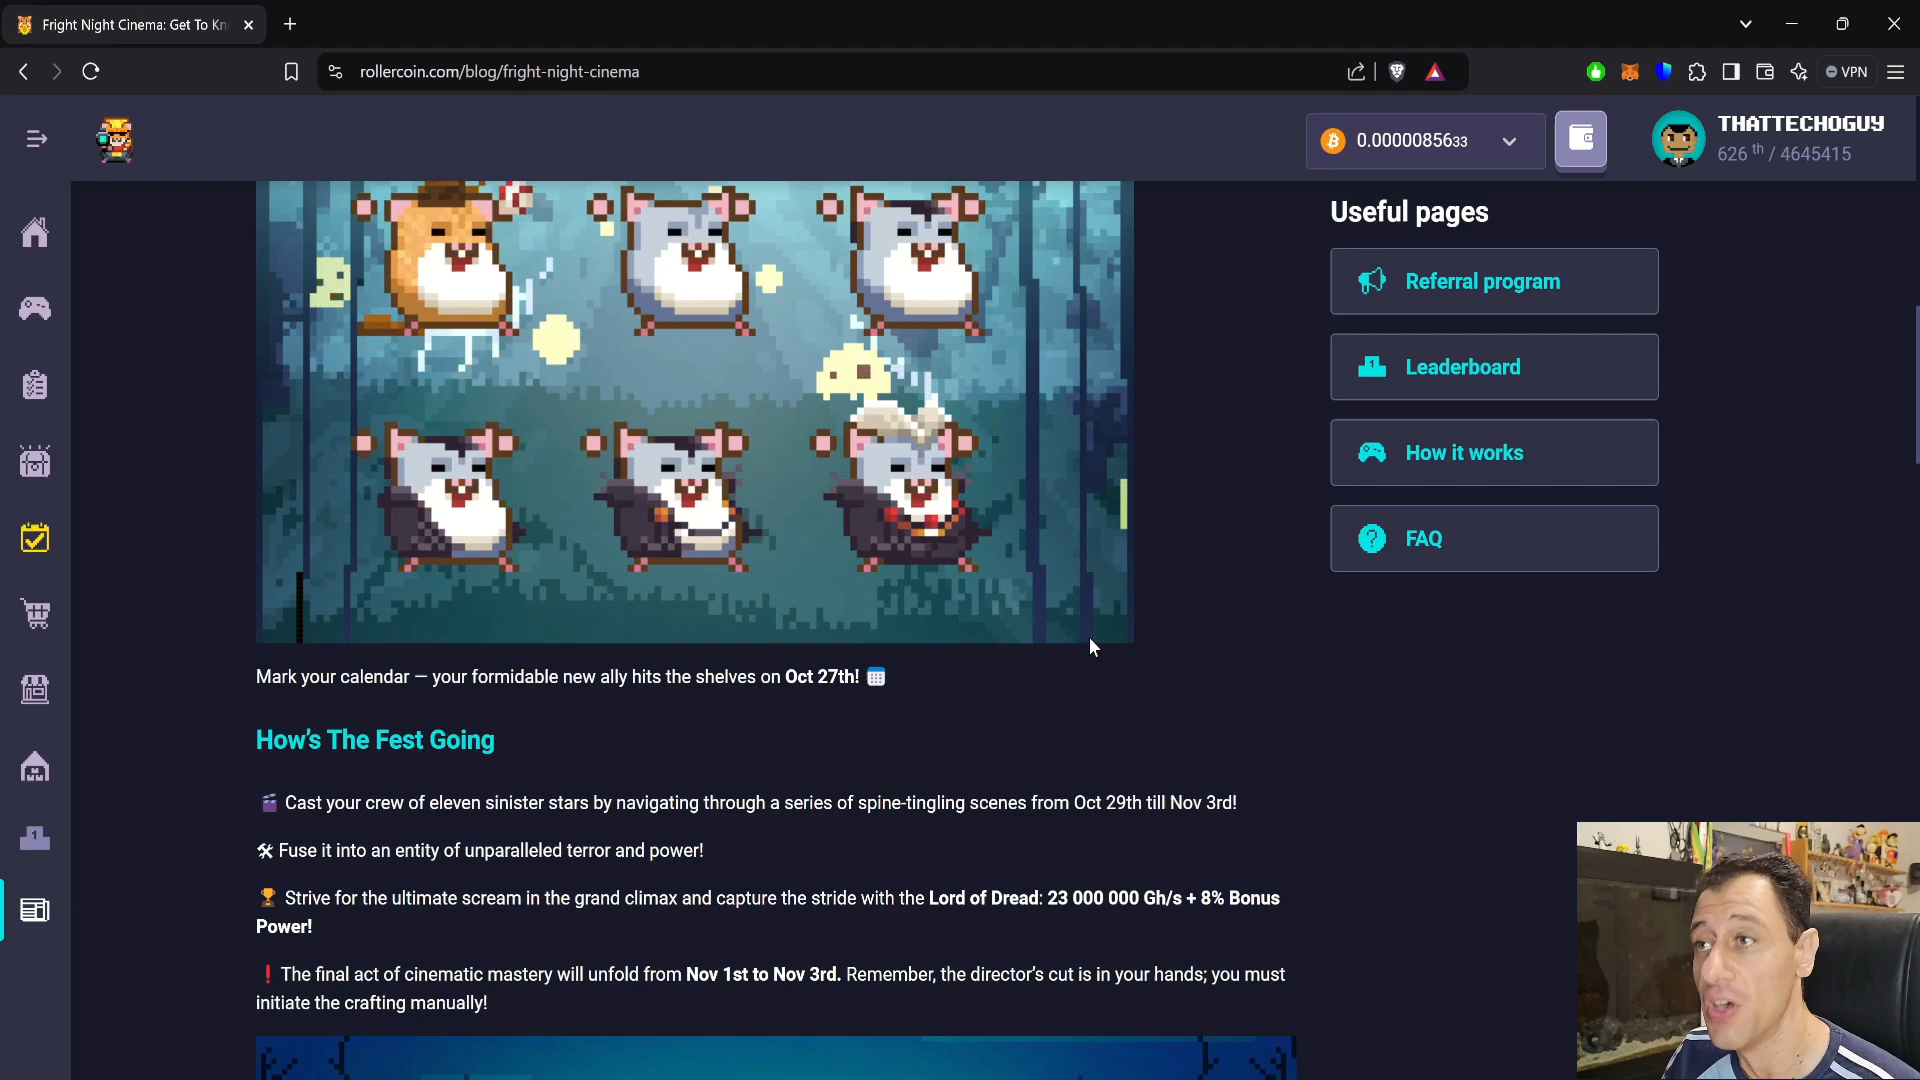 Fright Night Cinema: Get To Kn
rollercoin.com/blog/fright-night-cinema
VPN
0.0000085633
THATTECHOGUY
626 th / 4645415
Useful pages
Referral program
Leaderboard
How it works
FAQ
Mark your calendar — your formidable new ally hits the shelves on Oct 27th!
How's The Fest Going
Cast your crew of eleven sinister stars by navigating through a series of spine-tingling scenes from Oct 29th till Nov 3rd!
Fuse it into an entity of unparalleled terror and power!
Strive for the ultimate scream in the grand climax and capture the stride with the Lord of Dread: 23 000 000 Gh/s + 8% Bonus
Power!
The final act of cinematic mastery will unfold from Nov 1st to Nov 3rd. Remember, the director's cut is in your hands; you must
initiate the crafting manually!